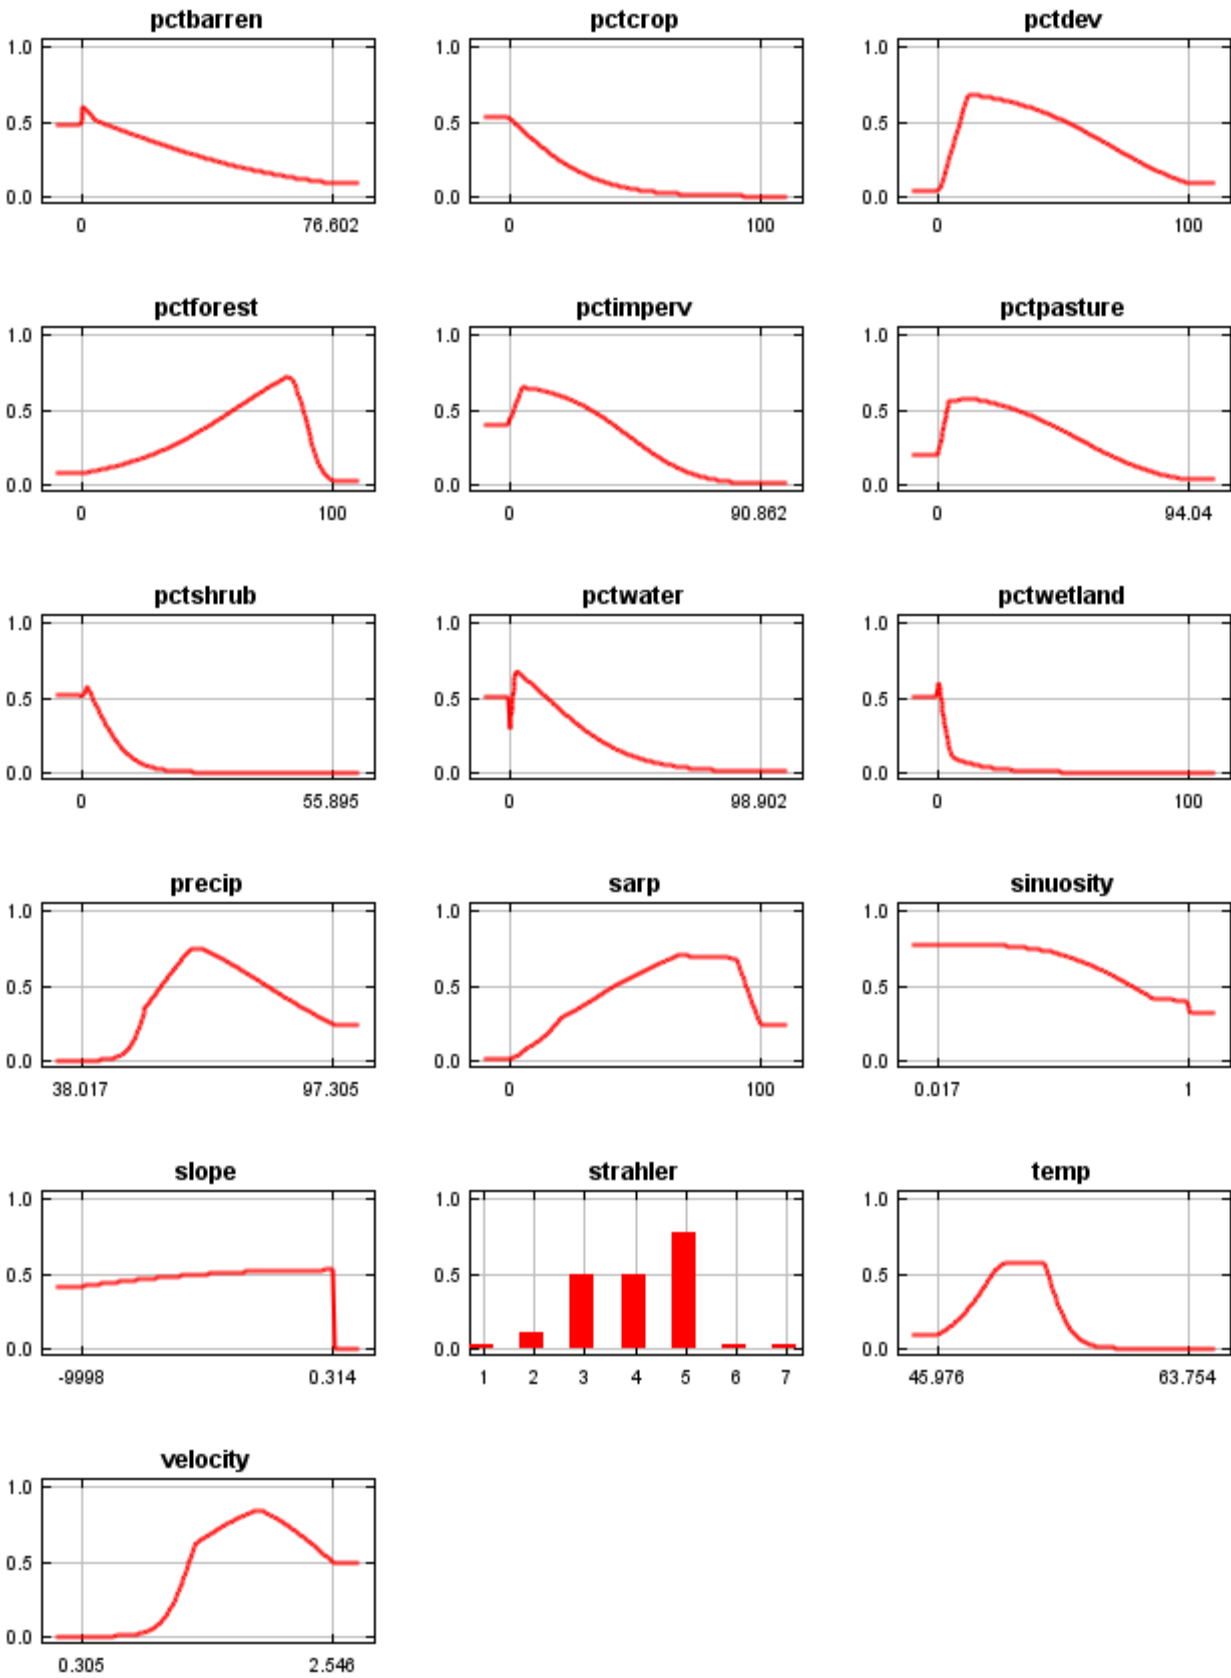 pctbarren pctcrop pctdev
1.0 1.0 1.0
0.5 0.5 0.5
0.0 0.0 0.0
0 76.602 0 100 0 100
pctforest pctimperv pctpasture
1.0 1.0 1.0
0.5 0.5 0.5
0.0 0.0 0.0
0 100 0 90.862 0 94.04
pctshrub pctwater pctwetland
1.0 1.0 1.0
0.5 0.5 0.5
0.0 0.0 0.0
0 55.895 0 98.902 0 100
precip sarp sinuosity
1.0 1.0 1.0
0.5 0.5 0.5
0.0 0.0 0.0
38.017 97.305 0 100 0.017 1
slope strahler temp
1.0 1.0 1.0
0.5 0.5 0.5
0.0 0.0 0.0
-9998 0.314 1 2 3 4 5 6 7 45.976 63.754
velocity
1.0
0.5
0.0
0.305 2.546